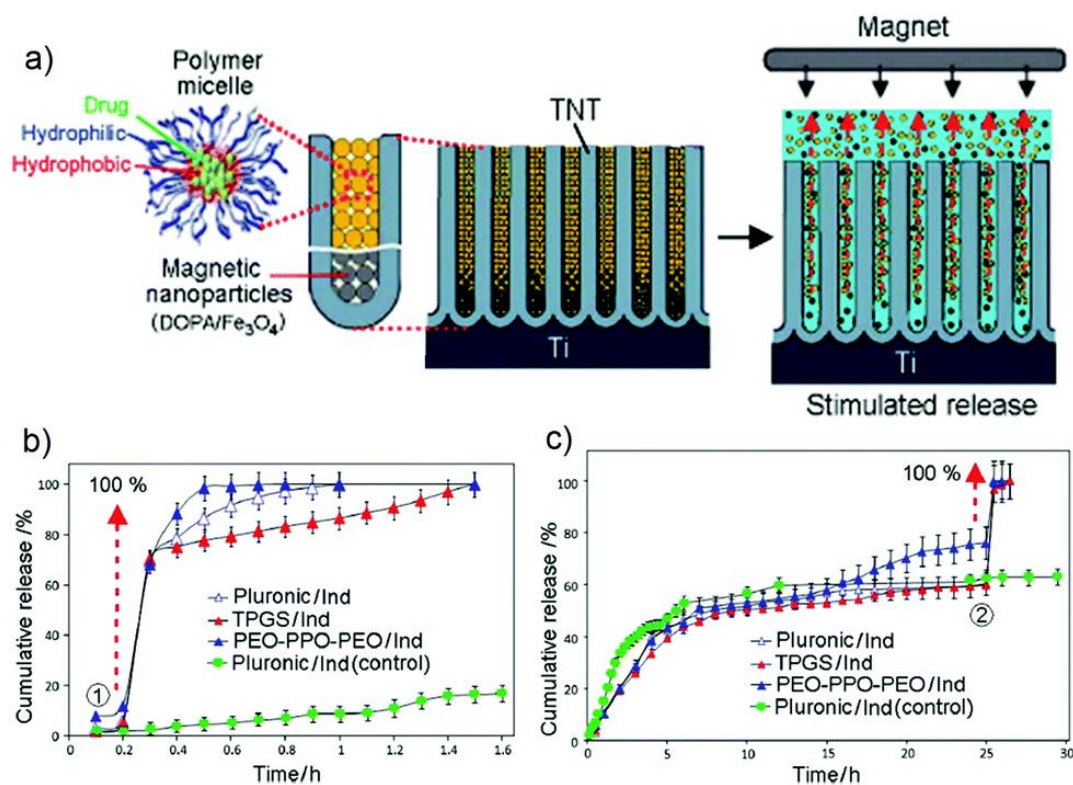 a)
Polymer
micelle
Drug
Hydrophilic
Hydrophobic
Magnetic
nanoparticles
(DOPA/Fe₃O₄)
TNT
Ti
Magnet
Ti
Stimulated release
b)
Cumulative release /%
100
80
60
40
20
0
100 %
1
Pluronic/Ind
TPGS/Ind
PEO-PPO-PEO/Ind
Pluronic/Ind(control)
0 0.2 0.4 0.6 0.8 1 1.2 1.4 1.6
Time/h
c)
Cumulative release/%
100
80
60
40
20
0
100 %
2
Pluronic/Ind
TPGS/Ind
PEO-PPO-PEO/Ind
Pluronic/Ind(control)
0 5 10 15 20 25 30
Time/h